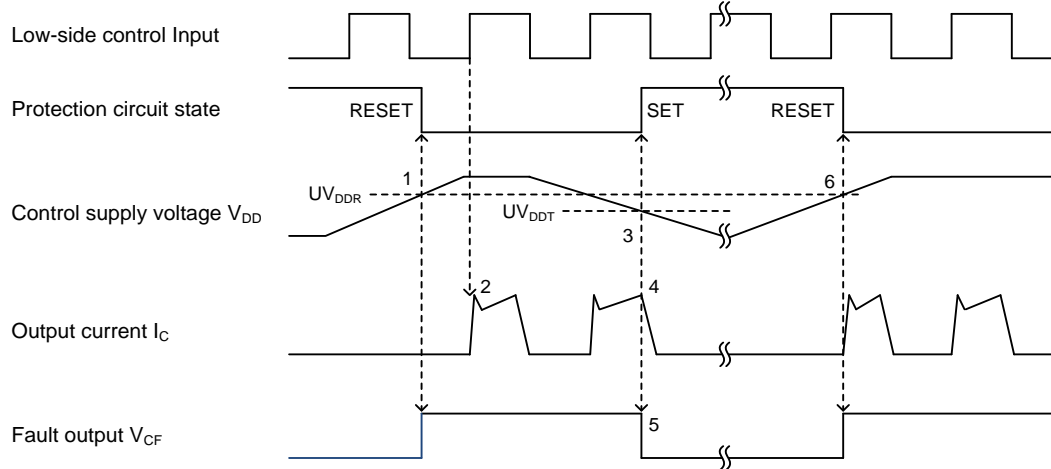 Low-side control Input
Protection circuit state
RESET
SET
RESET
1
6
UVDDR
Control supply voltage VDD
UVDDT
3
2
4
Output current IC
5
Fault output VCF